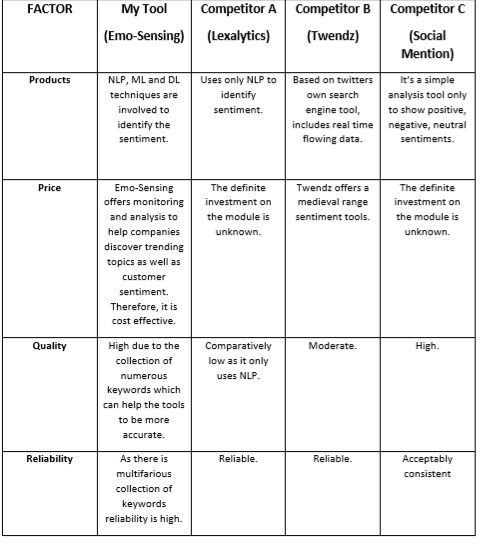 FACTOR
My Tool
(Emo-Sensing)
Competitor A
(Lexalytics)
Competitor B
(Twendz)
Competitor C
(Social
Mention)
Products
NLP, ML and DL
techniques are
involved to
identify the
sentiment.
Uses only NLP to
identify
sentiment.
Based on twitters
own search
engine tool,
includes real time
flowing data.
It's a simple
analysis tool only
to show positive,
negative, neutral
sentiments.
Price
Emo-Sensing
offers monitoring
and analysis to
help companies
discover trending
topics as well as
customer
sentiment.
Therefore, it is
cost effective.
The definite
investment on
the module is
unknown.
Twendz offers a
medieval range
sentiment tools.
The definite
investment on
the module is
unknown.
Quality
High due to the
collection of
numerous
keywords which
can help the tools
to be more
accurate.
Comparatively
low as it only
uses NLP.
Moderate.
High.
Reliability
As there is
multifarious
collection of
keywords
reliability is high.
Reliable.
Reliable.
Acceptably
consistent